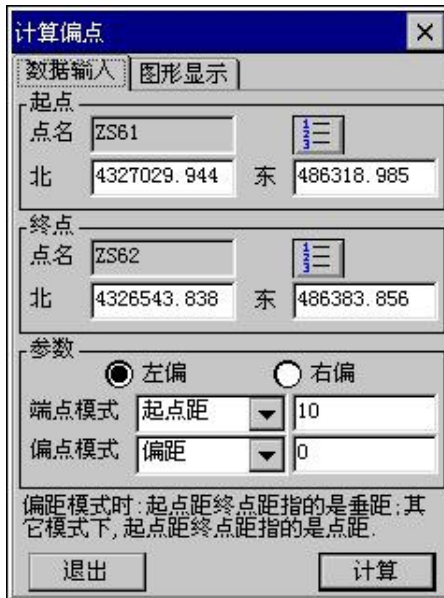 计算偏点
数据输入 图形显示
起点
点名 ZS61
北 4327029.944 东 486318.985
终点
点名 ZS62
北 4326543.838 东 486383.856
参数
左偏 右偏
端点模式 起点距 10
偏点模式 偏距 0
偏距模式时:起点距终点距指的是垂距;其
它模式下,起点距终点距指的是点距.
退出 计算